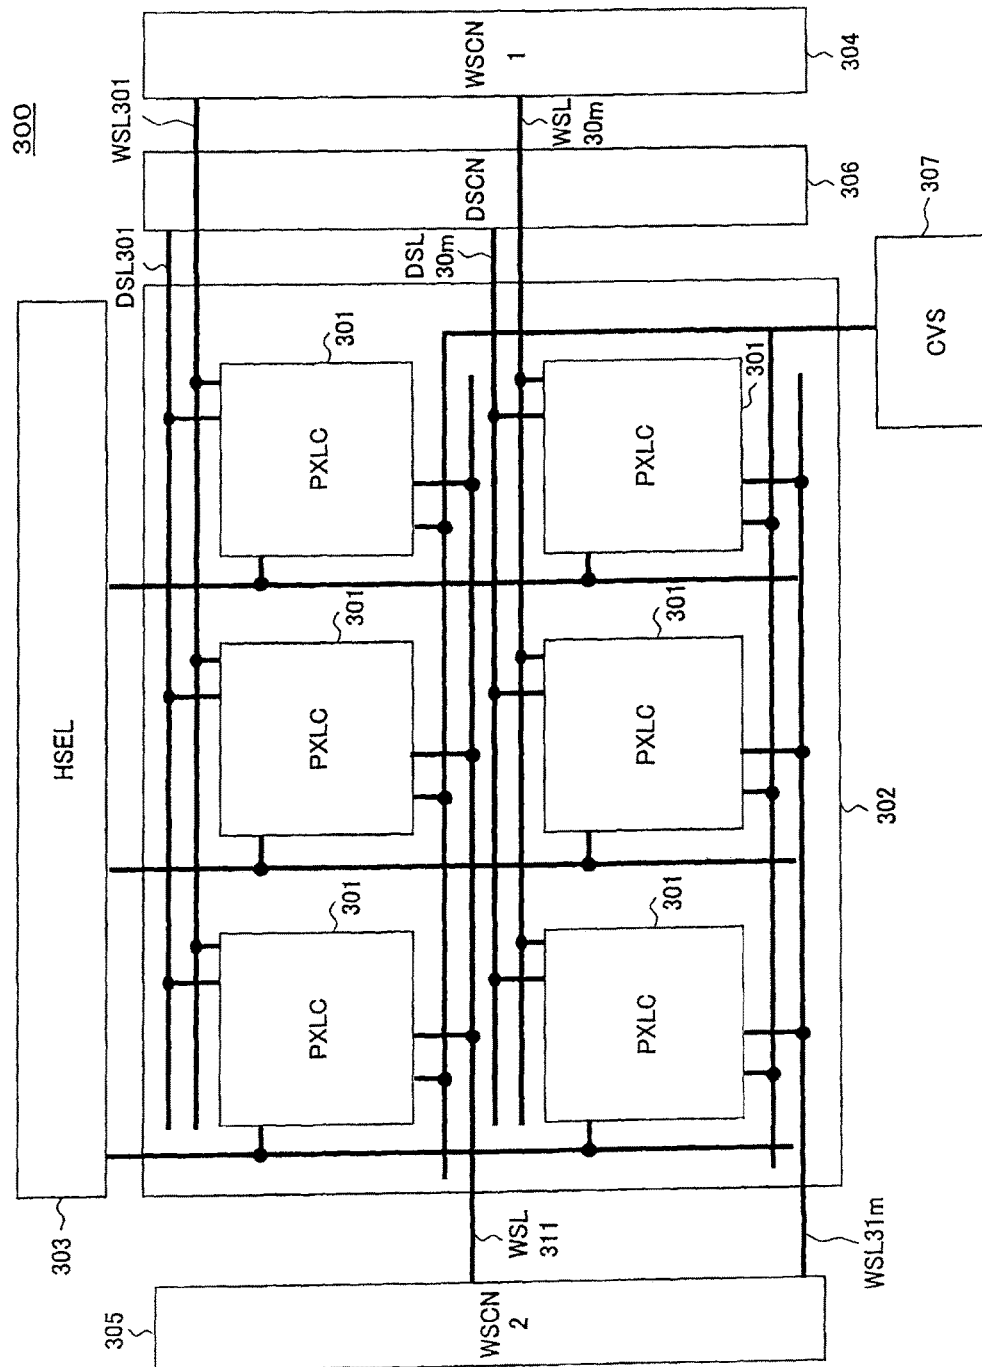 300
303
HSEL
305
DSL301
WSL301
301
301
301
PXLC
PXLC
PXLC
WSL
311
DSL
30m
WSCN
2
DSCN
WSCN
1
WSL
30m
301
301
301
PXLC
PXLC
PXLC
306
304
WSL31m
302
307
CVS